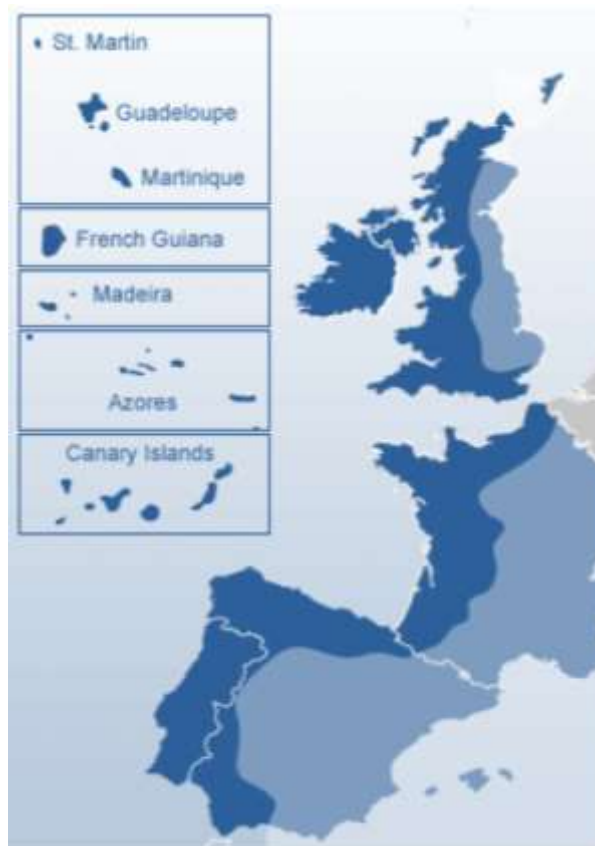 St. Martin
Guadeloupe
Martinique
French Guiana
Madeira
Azores
Canary Islands